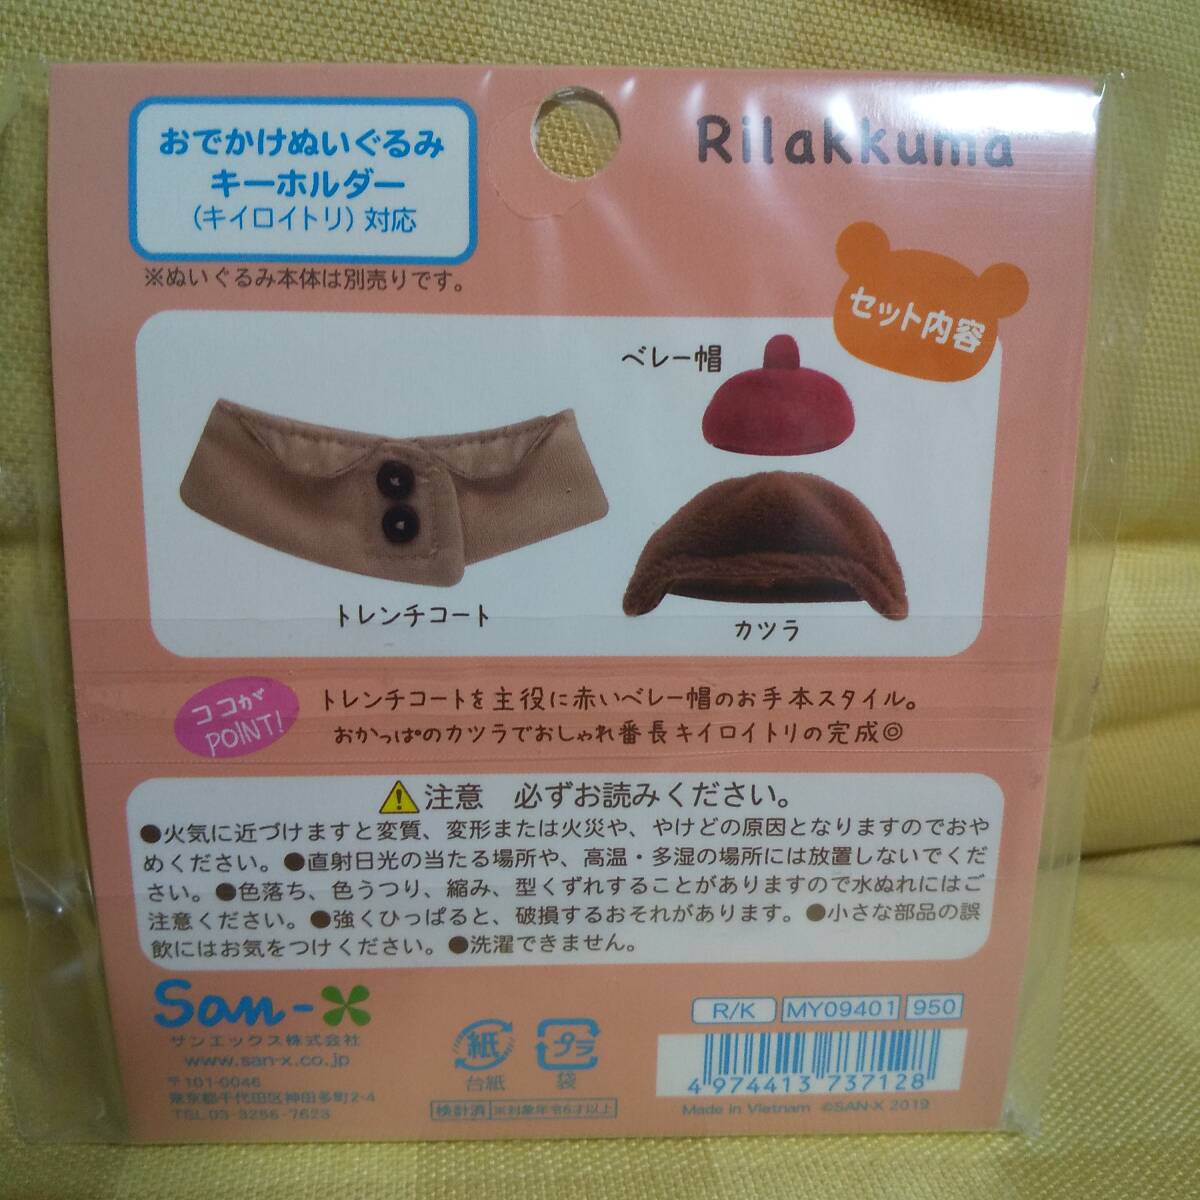 おでかけぬいぐるみ
キーホルダー
(キイロイトリ)対応
※ぬいぐるみ本体は別売りです。
Rilakkuma
セット内容
ベレー帽
トレンチコート
カツラ
ココが
POINT!
トレンチコートを主役に赤いベレー帽のお手本スタイル。
おかっぱのカツラでおしゃれ番長キイロイトリの完成◎
注意 必ずお読みください。
●火気に近づけますと変質、変形または火災や、やけどの原因となりますのでおや
めください。●直射日光の当たる場所や、高温・多湿の場所には放置しないでくだ
さい。●色落ち、色うつり、縮み、型くずれすることがありますので水ぬれにはご
注意ください。●強くひっぱると、破損するおそれがあります。●小さな部品の誤
飲にはお気をつけください。●洗濯できません。
San-X
サンエックス株式会社
www.san-x.co.jp
〒101-0046
東京都千代田区神田多町2-4
TEL.03-3256-7623
紙
台紙
プラ
袋
検針済 ※対象年令6才以上
R/K MY09401 950
4 974413 737128
Made in Vietnam ©SAN-X 2019